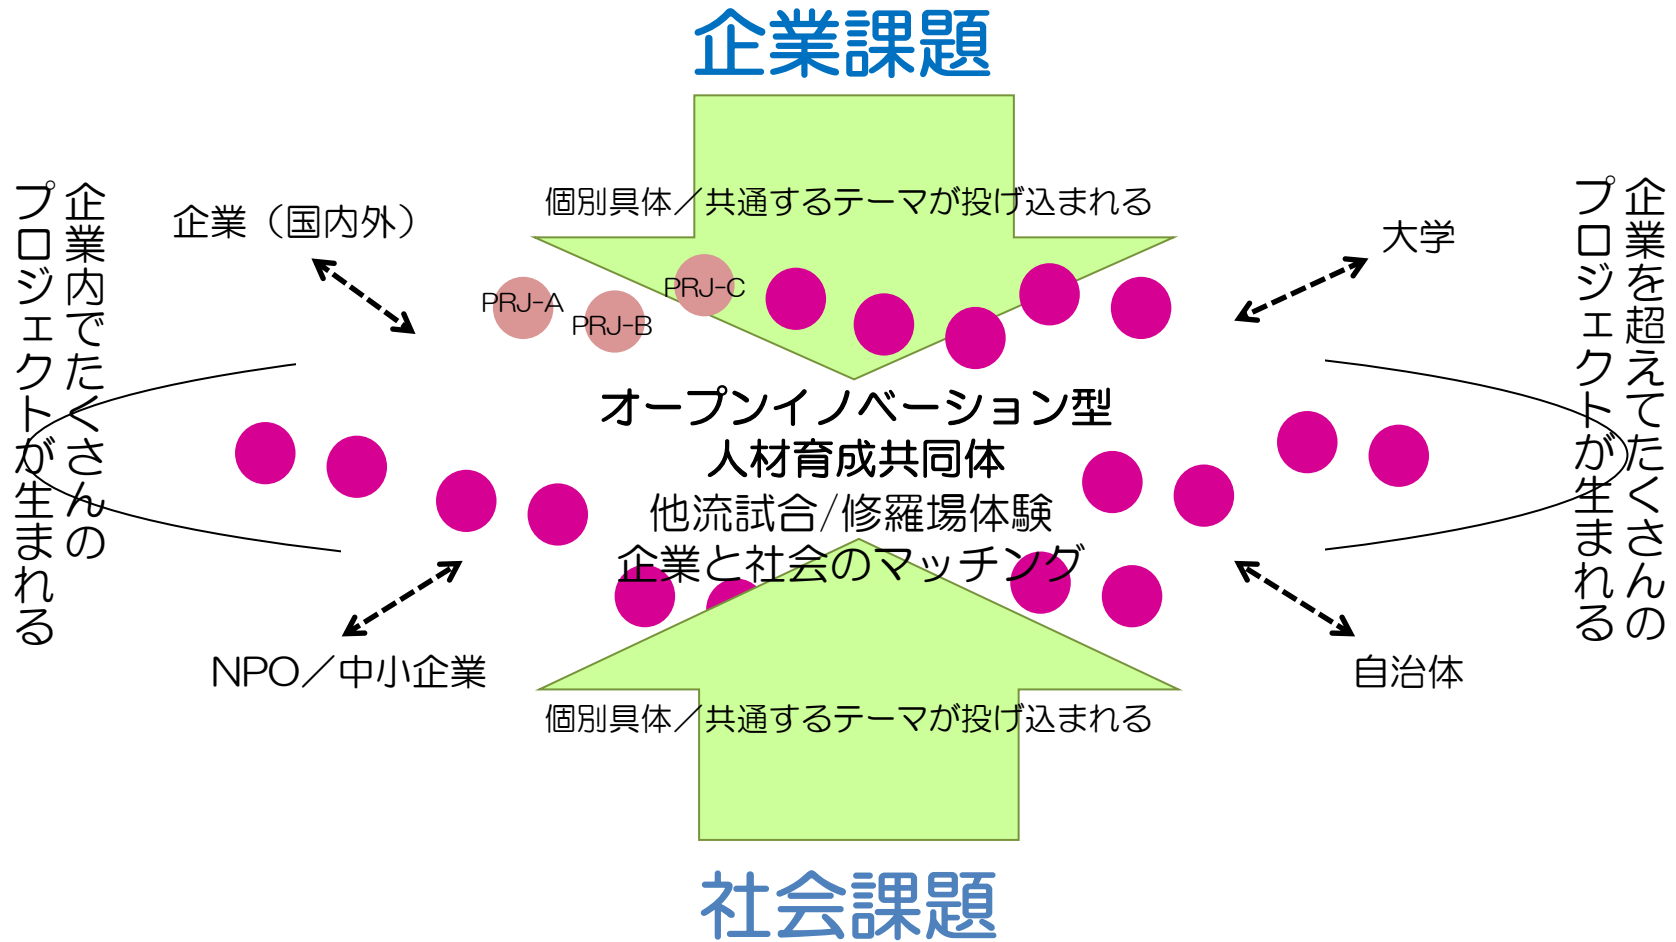 企業課題
個別具体／共通するテーマが投げ込まれる
企業（国内外）
大学
企業内でたくさんの
プロジェクトが生まれる
企業を超えてたくさんの
プロジェクトが生まれる
PRJ-A
PRJ-B
PRJ-C
オープンイノベーション型
人材育成共同体
他流試合/修羅場体験
企業と社会のマッチング
NPO／中小企業
自治体
個別具体／共通するテーマが投げ込まれる
社会課題